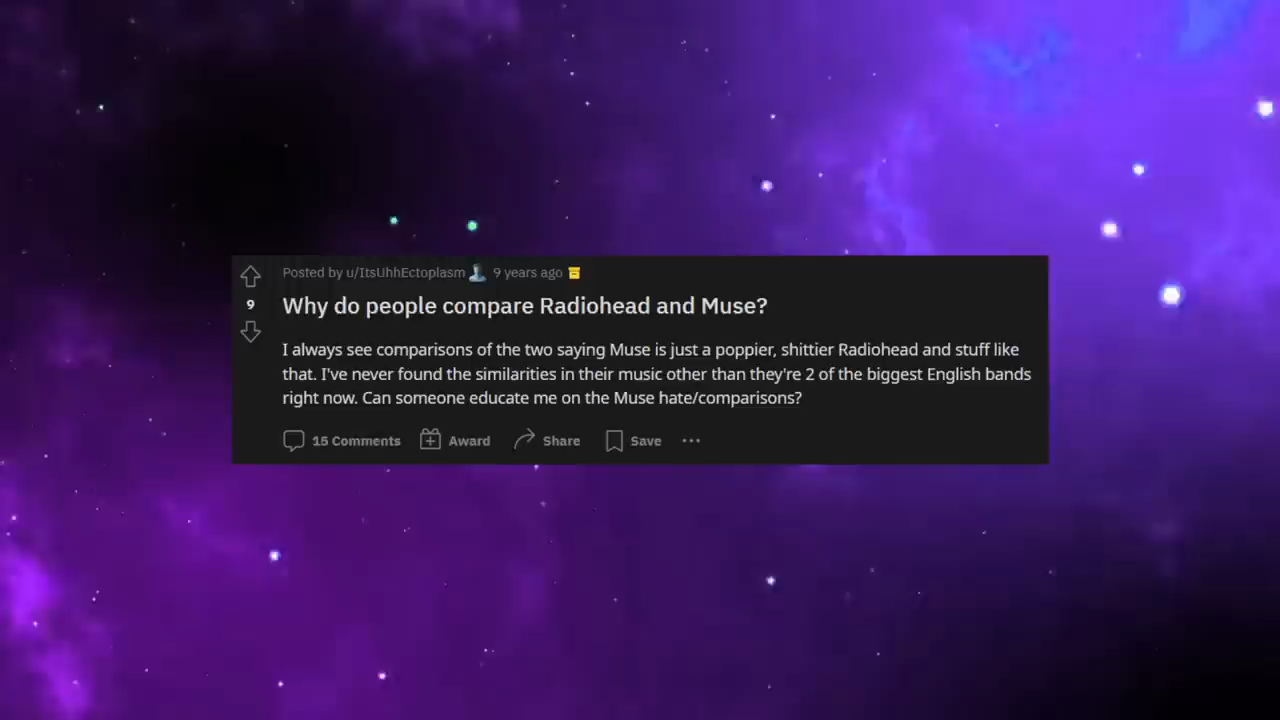 Posted by u/ItsUhhEctoplasm 9 years ago
9
Why do people compare Radiohead and Muse?
I always see comparisons of the two saying Muse is just a poppier, shittier Radiohead and stuff like
that. I've never found the similarities in their music other than they're 2 of the biggest English bands
right now. Can someone educate me on the Muse hate/comparisons?
15 Comments Award Share Save